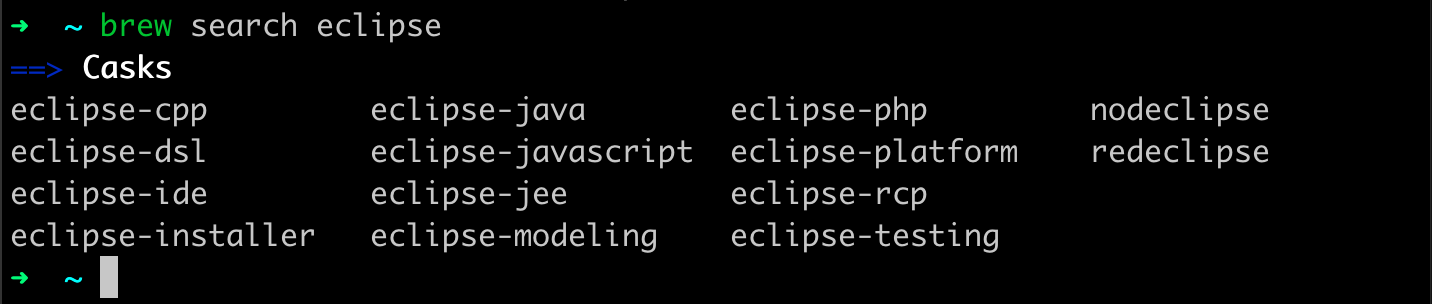 ➜  ~ brew search eclipse
==> Casks
eclipse-cpp         eclipse-java        eclipse-php         nodeclipse
eclipse-dsl         eclipse-javascript  eclipse-platform    redeclipse
eclipse-ide         eclipse-jee         eclipse-rcp
eclipse-installer   eclipse-modeling    eclipse-testing
➜  ~